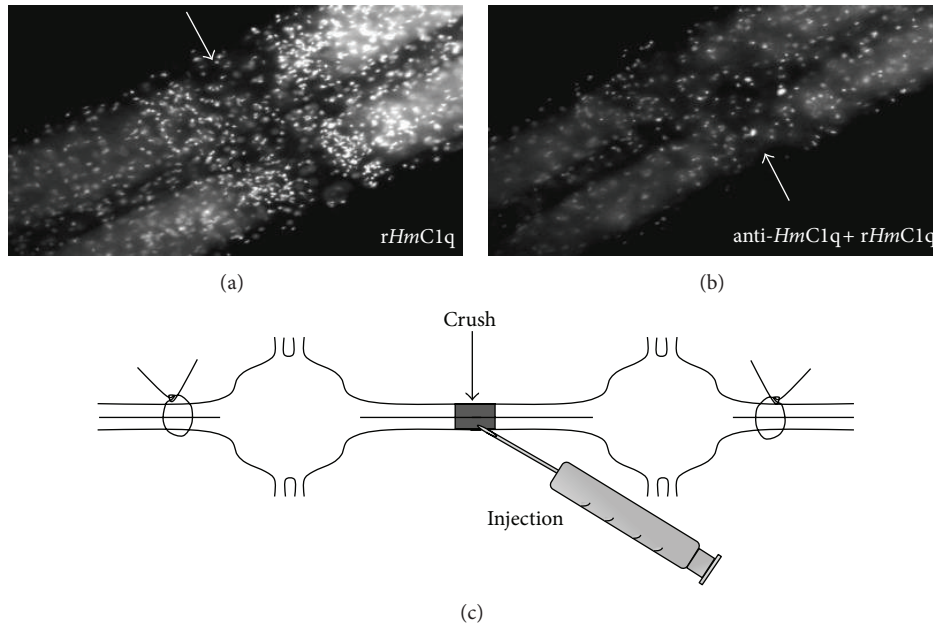 rHmC1q
anti-HmC1q + rHmC1q
(a)
(b)
Crush
Injection
(c)